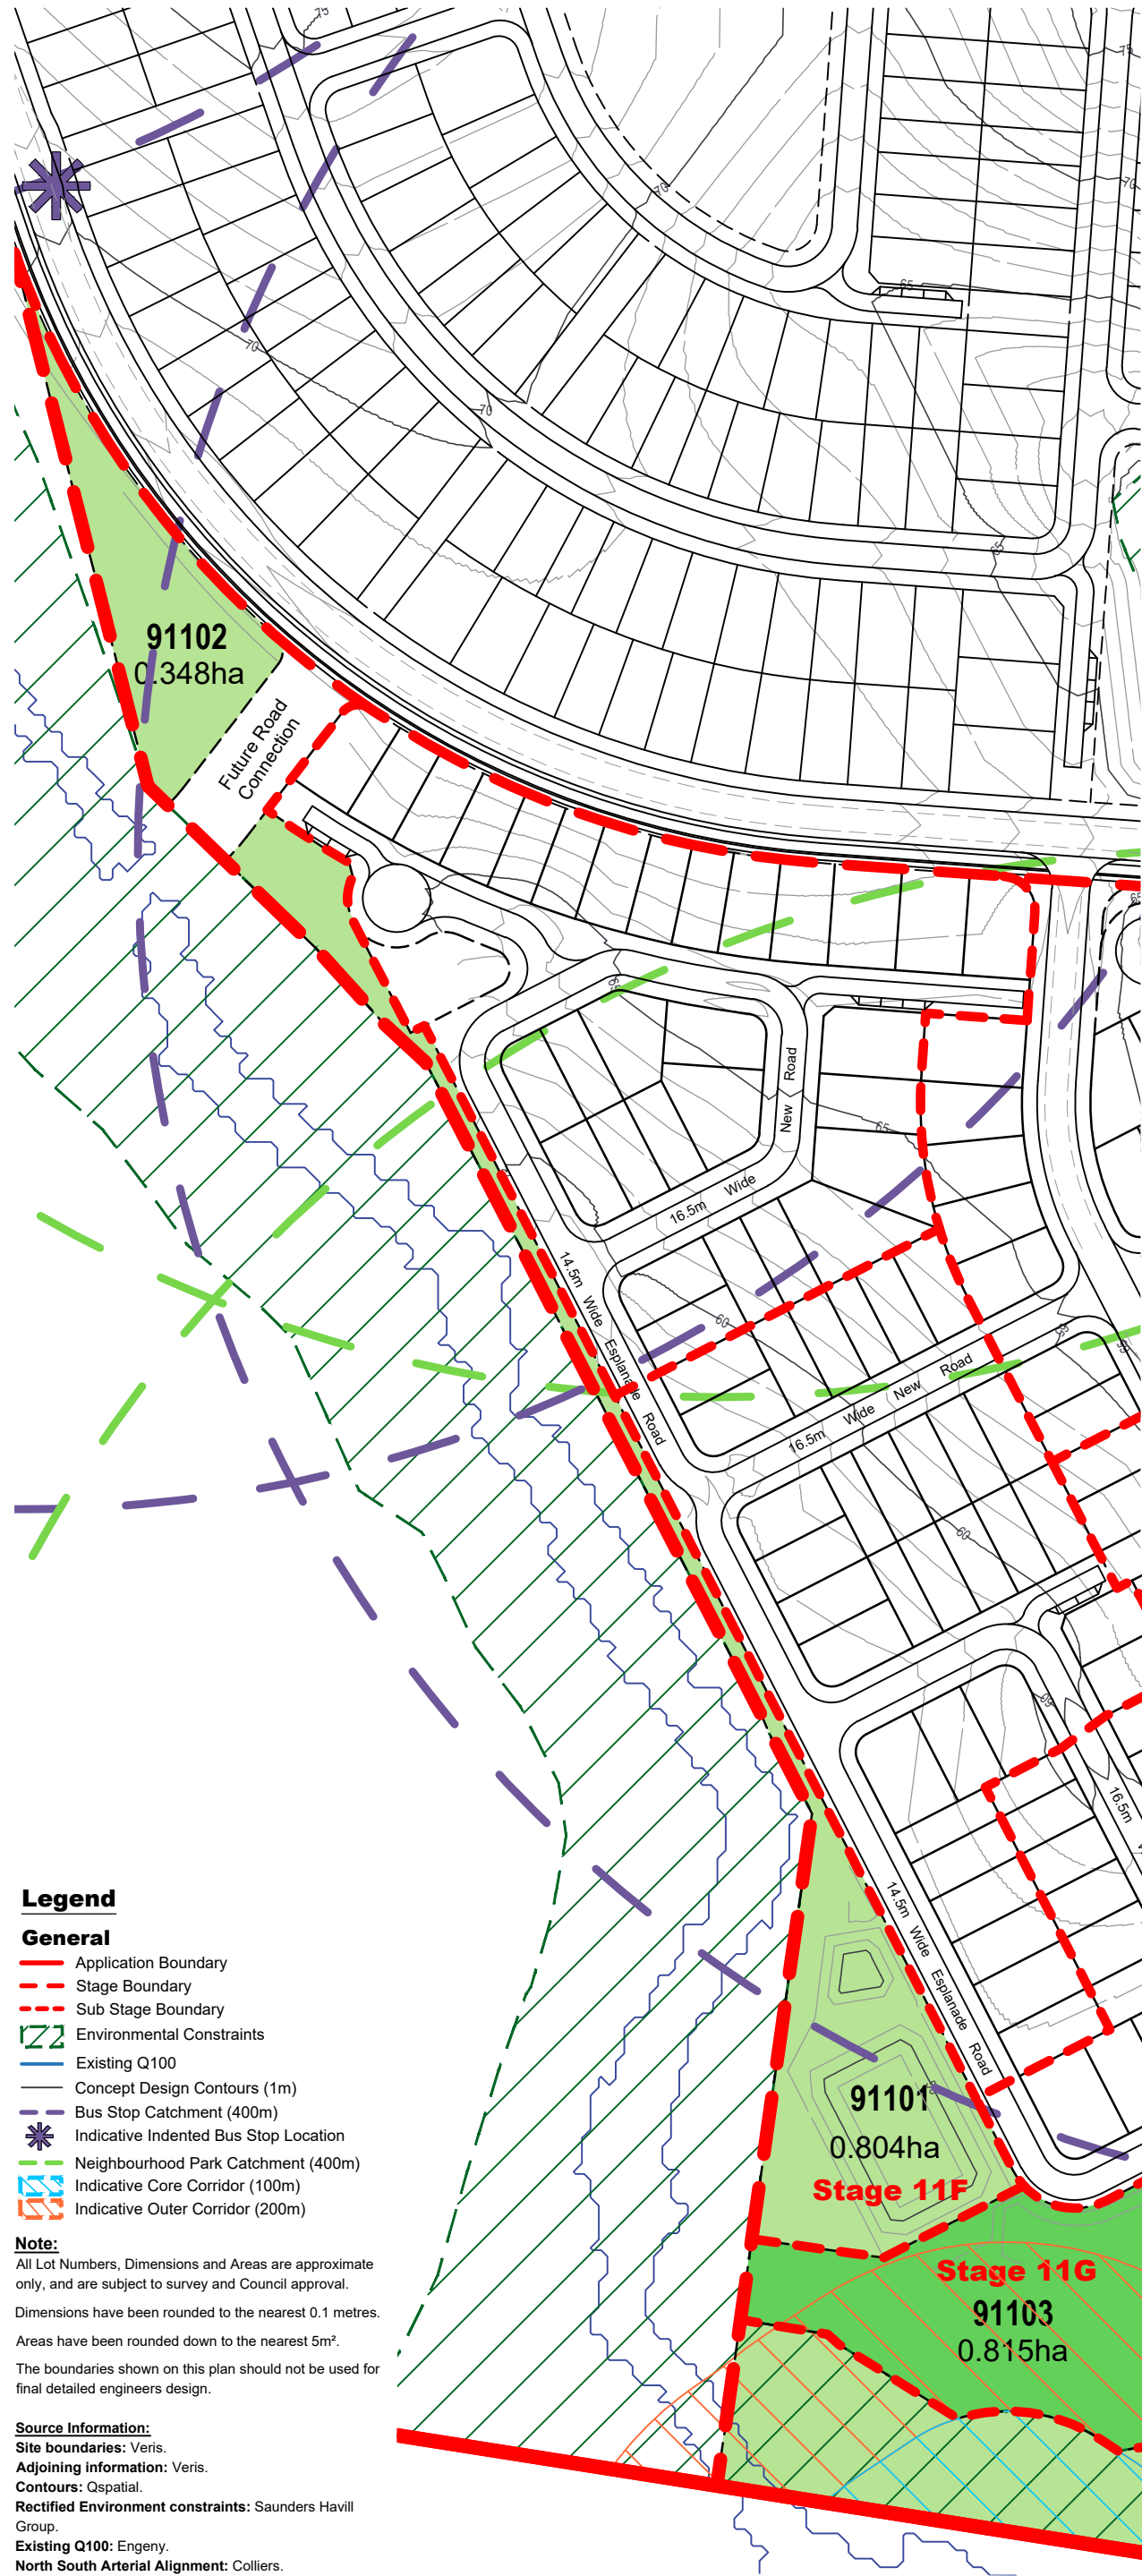 75
75
70
70
65
70
70
65
91102
0.348ha
Future Road
Connection
65
65
New Road
65
16.5m Wide
14.5m Wide Esplanade Road
60
63
59
16.5m Wide New Road
60
60
16.5m
14.5m Wide Esplanade Road
91101
0.804ha
Stage 11F
Stage 11G
91103
0.815ha
Legend
General
Application Boundary
Stage Boundary
Sub Stage Boundary
Environmental Constraints
Existing Q100
Concept Design Contours (1m)
Bus Stop Catchment (400m)
Indicative Indented Bus Stop Location
Neighbourhood Park Catchment (400m)
Indicative Core Corridor (100m)
Indicative Outer Corridor (200m)
Note:
All Lot Numbers, Dimensions and Areas are approximate
only, and are subject to survey and Council approval.
Dimensions have been rounded to the nearest 0.1 metres.
Areas have been rounded down to the nearest 5m².
The boundaries shown on this plan should not be used for
final detailed engineers design.
Source Information:
Site boundaries: Veris.
Adjoining information: Veris.
Contours: Qspatial.
Rectified Environment constraints: Saunders Havill
Group.
Existing Q100: Engeny.
North South Arterial Alignment: Colliers.